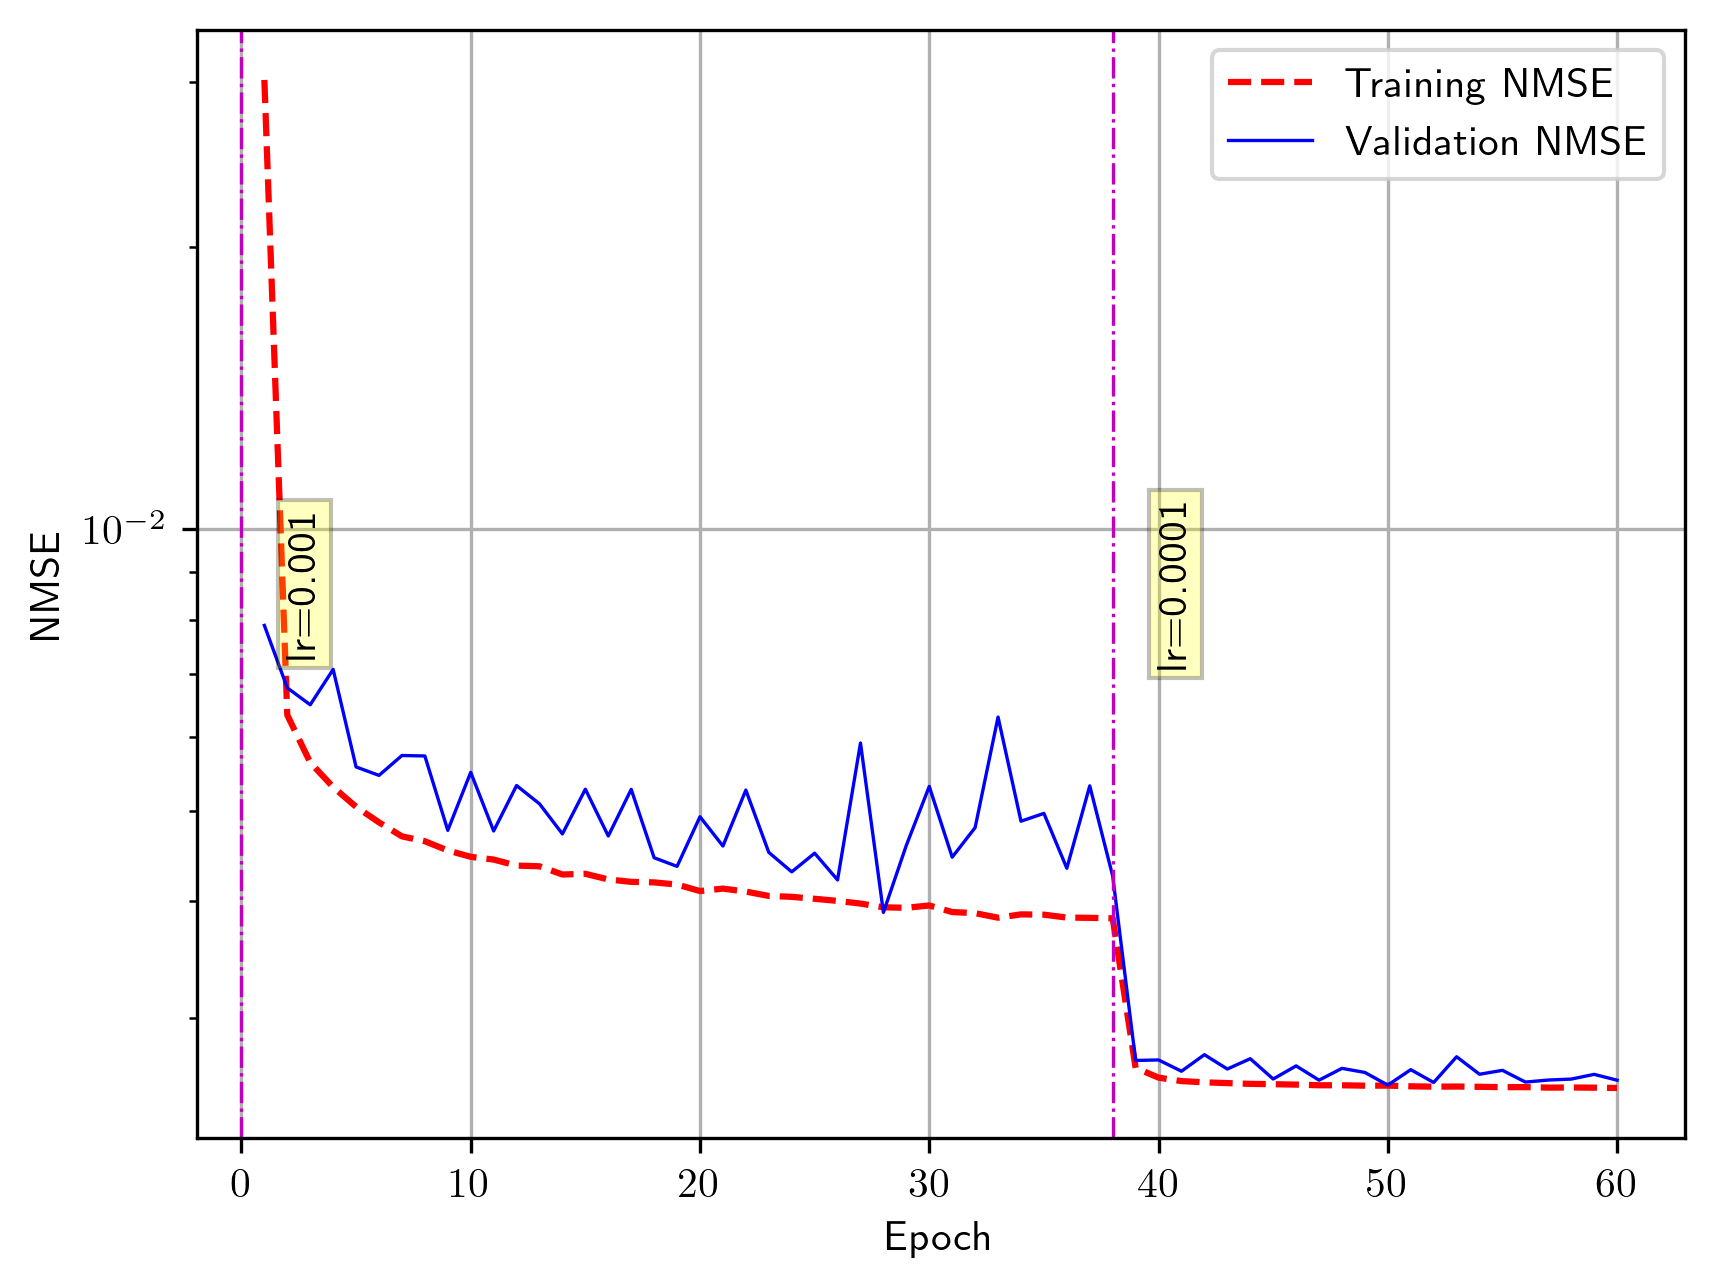 Training NMSE
Validation NMSE
NMSE
10⁻²
lr=0.001
lr=0.0001
0 10 20 30 40 50 60
Epoch